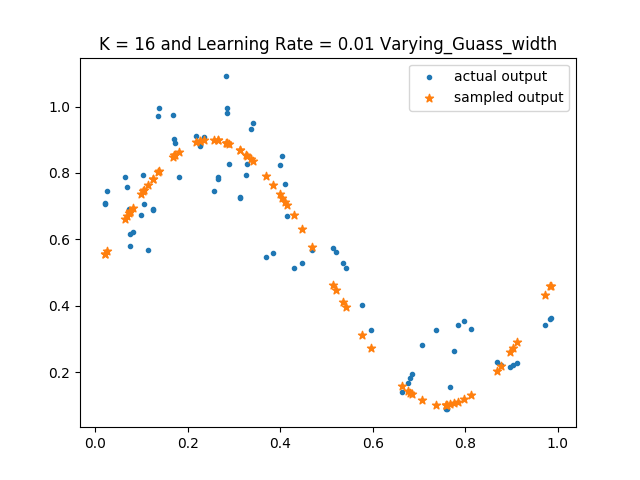 K = 16 and Learning Rate = 0.01 Varying_Guass_width
actual output
sampled output
1.0
0.8
0.6
0.4
0.2
0.0 0.2 0.4 0.6 0.8 1.0